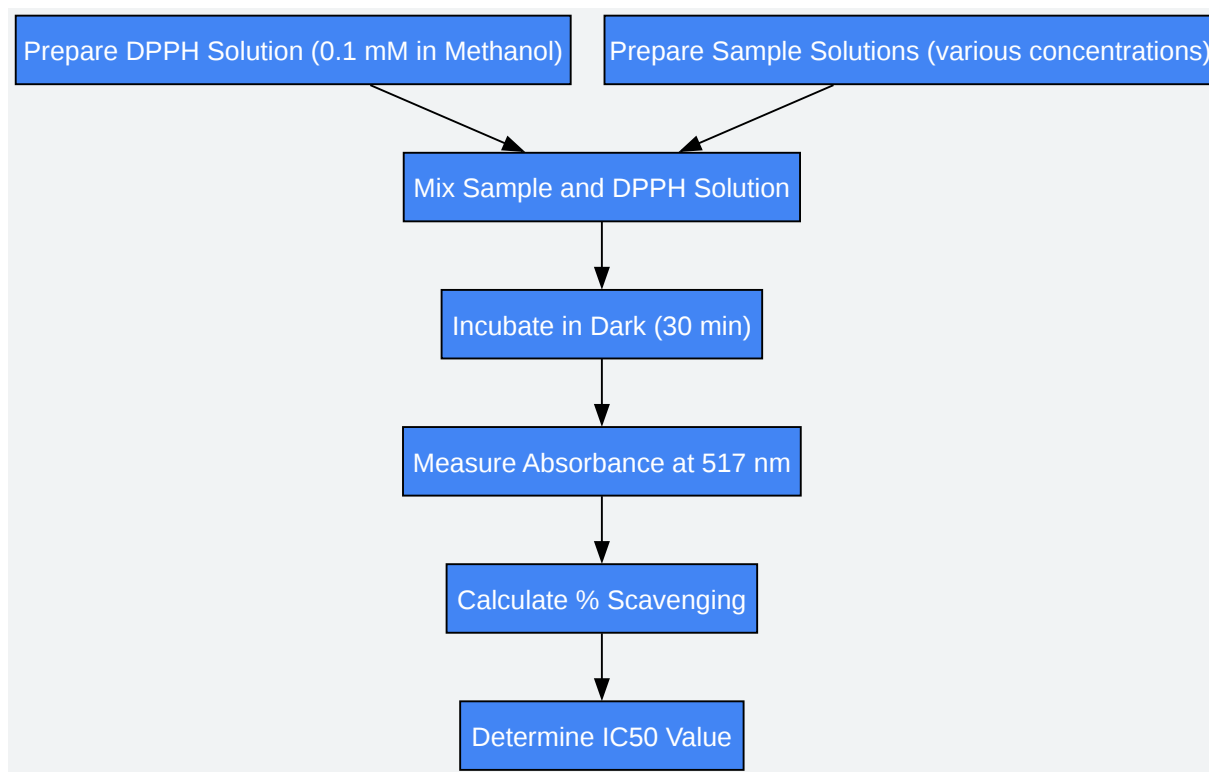 Prepare DPPH Solution (0.1 mM in Methanol)
Prepare Sample Solutions (various concentrations)
Mix Sample and DPPH Solution
Incubate in Dark (30 min)
Measure Absorbance at 517 nm
Calculate % Scavenging
Determine IC50 Value